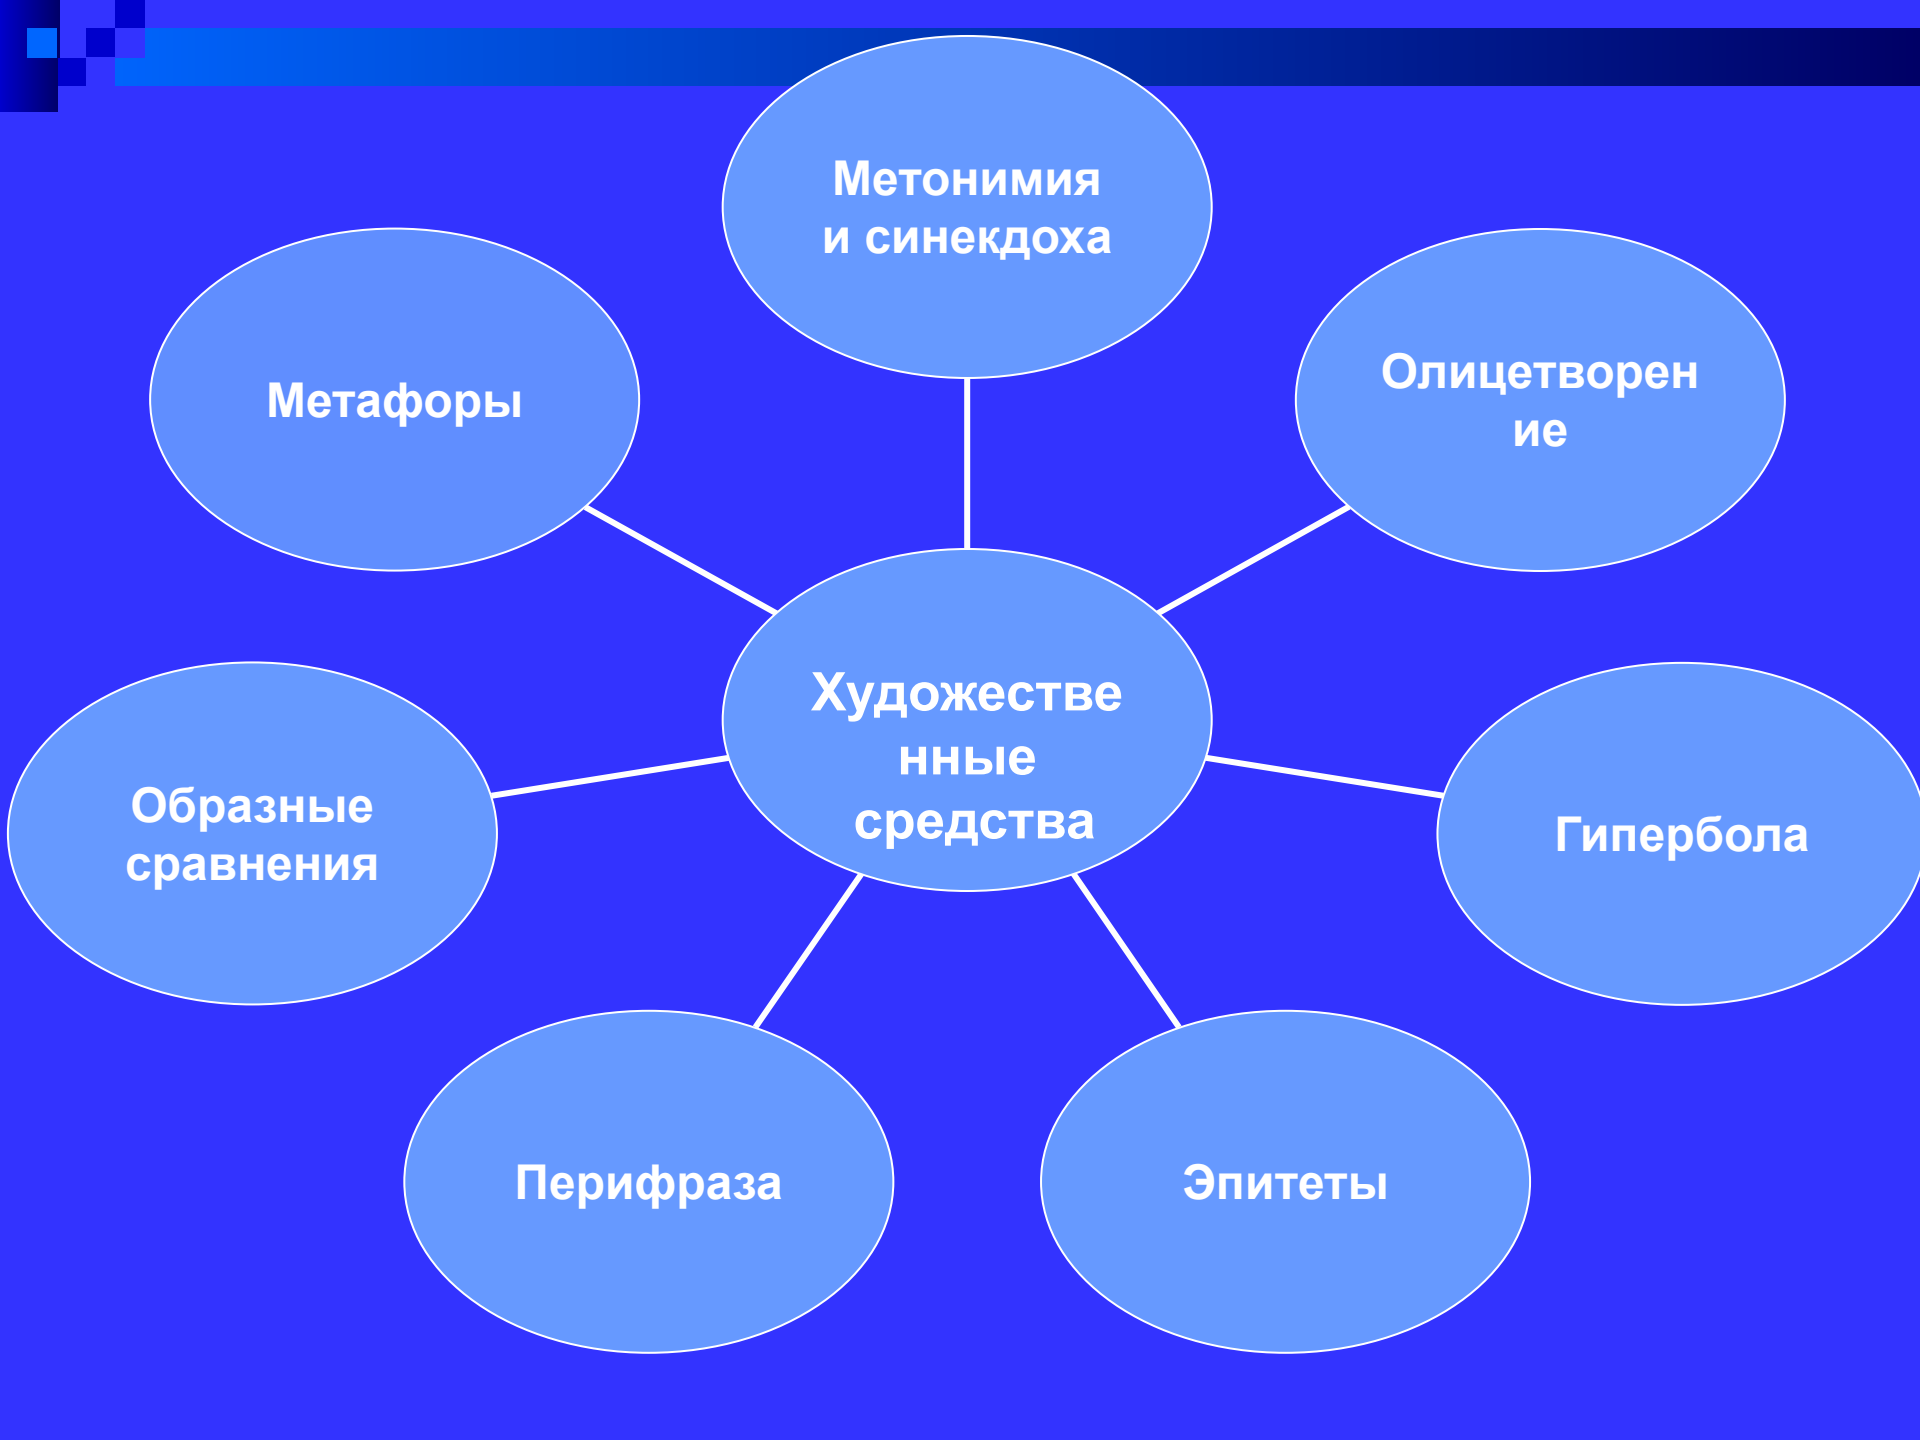 Метонимия
и синекдоха
Метафоры
Олицетворен
ие
Художестве
нные
средства
Образные
сравнения
Гипербола
Перифраза
Эпитеты